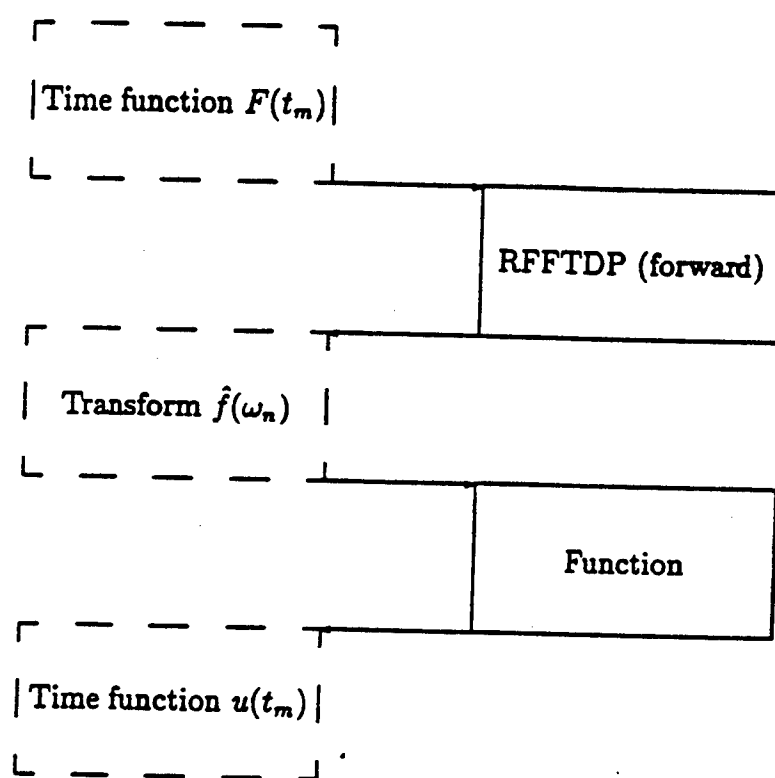 Time function F(t_m)
RFFTDP (forward)
Transform f̂(ω_n)
Function
Time function u(t_m)